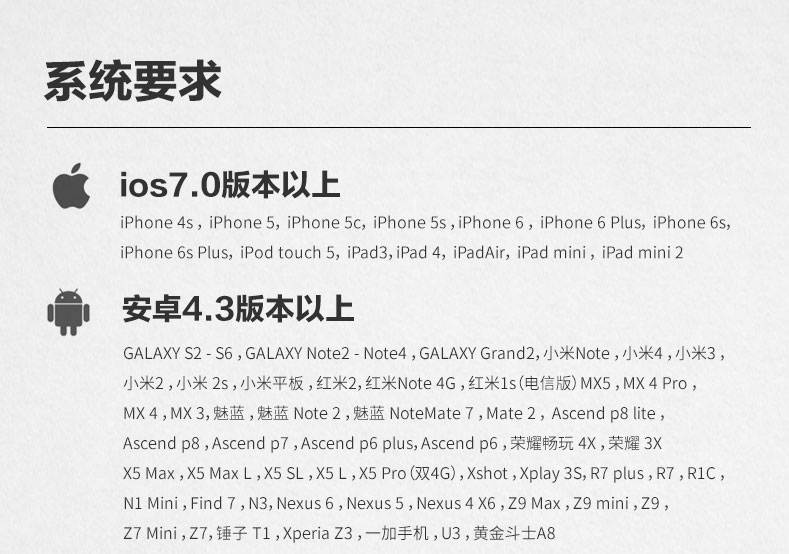 系统要求
ios7.0版本以上
iPhone 4s , iPhone 5, iPhone 5c, iPhone 5s ,iPhone 6 , iPhone 6 Plus, iPhone 6s,
iPhone 6s Plus, iPod touch 5, iPad3, iPad 4, iPadAir, iPad mini , iPad mini 2
安卓4.3版本以上
GALAXY S2 - S6 , GALAXY Note2 - Note4 , GALAXY Grand2, 小米Note , 小米4 , 小米3 ,
小米2 , 小米 2s , 小米平板 , 红米2, 红米Note 4G , 红米1s (电信版) MX5 , MX 4 Pro ,
MX 4 , MX 3, 魅蓝 , 魅蓝 Note 2 , 魅蓝 NoteMate 7 , Mate 2 , Ascend p8 lite ,
Ascend p8 , Ascend p7 , Ascend p6 plus, Ascend p6 , 荣耀畅玩 4X , 荣耀 3X
X5 Max , X5 Max L , X5 SL , X5 L , X5 Pro (双4G) , Xshot , Xplay 3S, R7 plus , R7 , R1C ,
N1 Mini , Find 7 , N3, Nexus 6 , Nexus 5 , Nexus 4 X6 , Z9 Max , Z9 mini , Z9 ,
Z7 Mini , Z7, 锤子 T1 , Xperia Z3 , 一加手机 , U3 , 黄金斗士A8